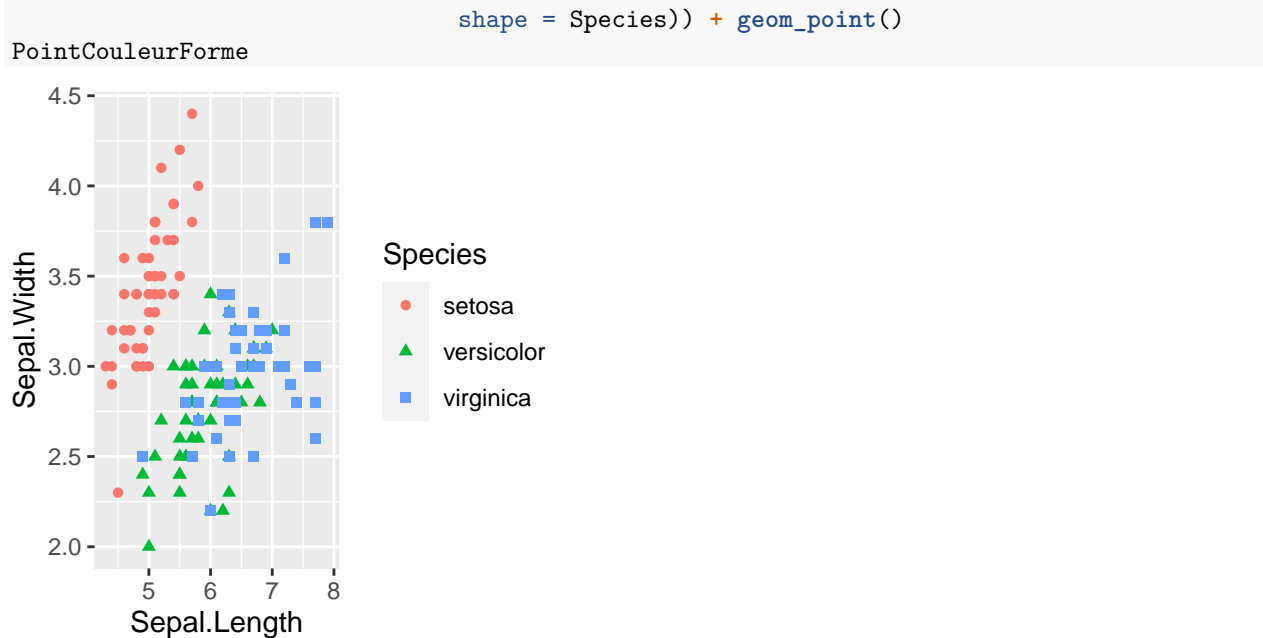 shape = Species)) + geom_point()
PointCouleurForme
4.5
4.0
3.5
3.0
2.5
2.0
Sepal.Width
5 6 7 8
Sepal.Length
Species
setosa
versicolor
virginica